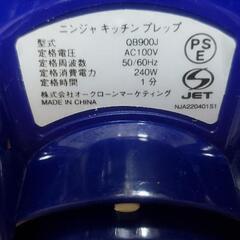 ニンジャ キッチン プレップ
型式 QB900J
定格電圧 AC100V
定格周波数 50/60Hz
定格消費電力 240W
定格時間 1分
株式会社オークローンマーケティング
MADE IN CHINA
PS
E
JET
NJA220401S1